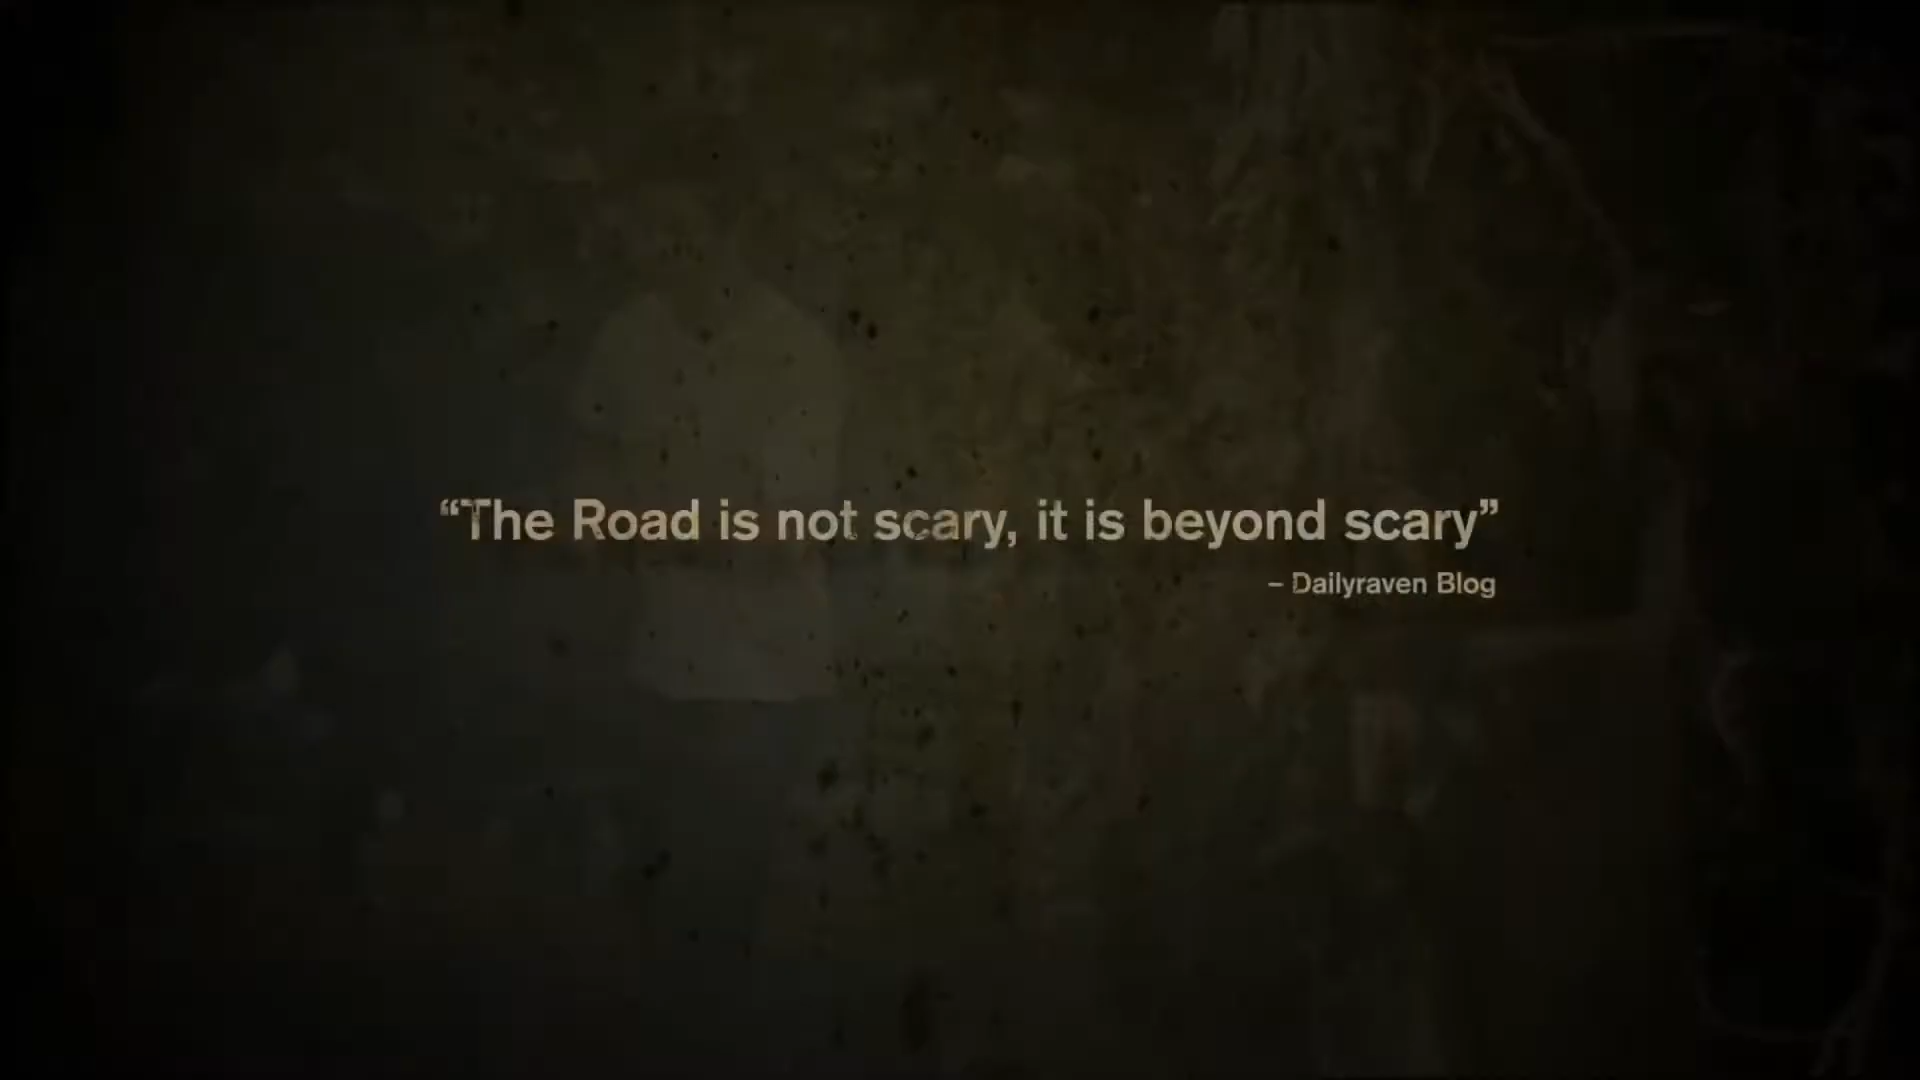 “The Road is not scary, it is beyond scary”
– Dailyraven Blog